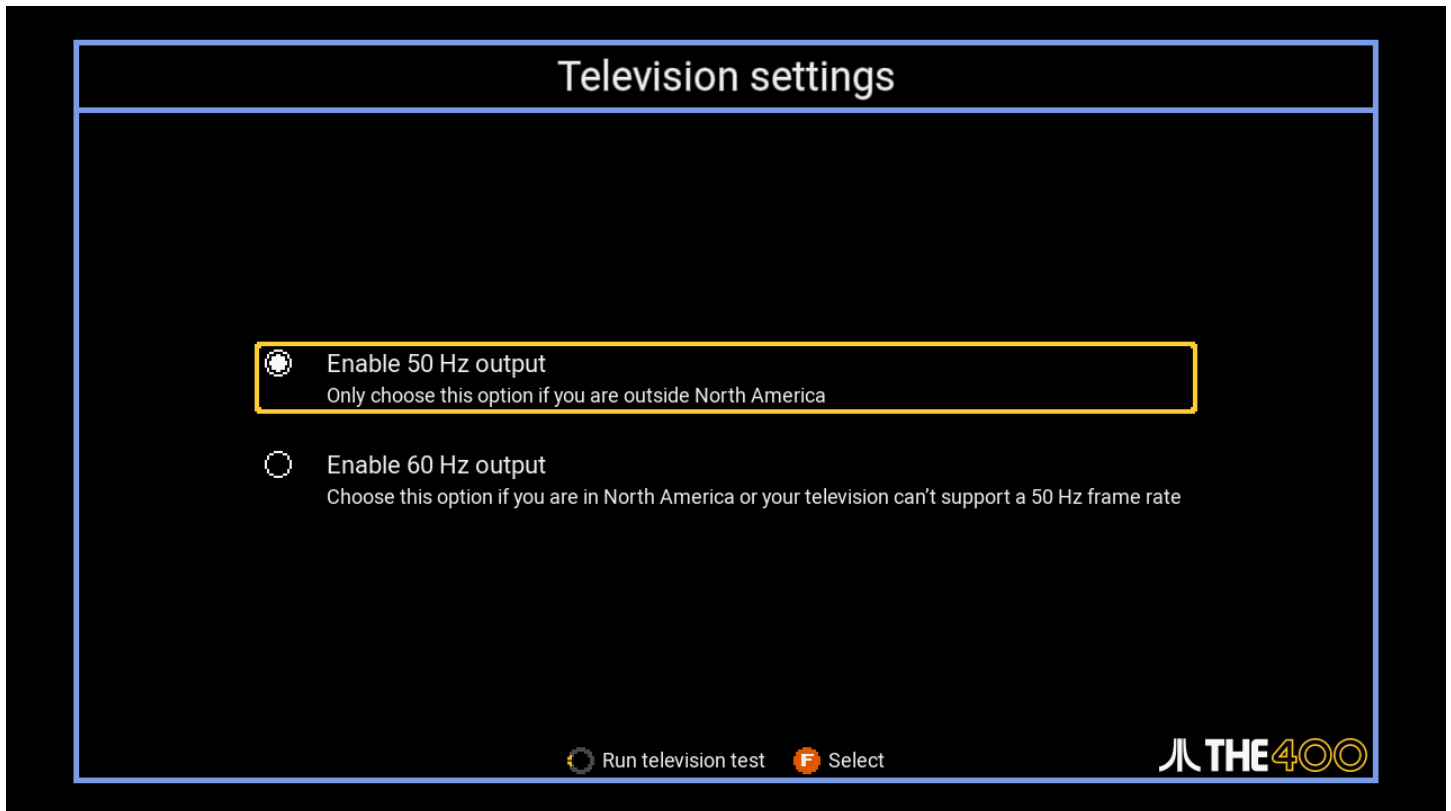 Television settings
Enable 50 Hz output
Only choose this option if you are outside North America
Enable 60 Hz output
Choose this option if you are in North America or your television can’t support a 50 Hz frame rate
Run television test F Select
THE400